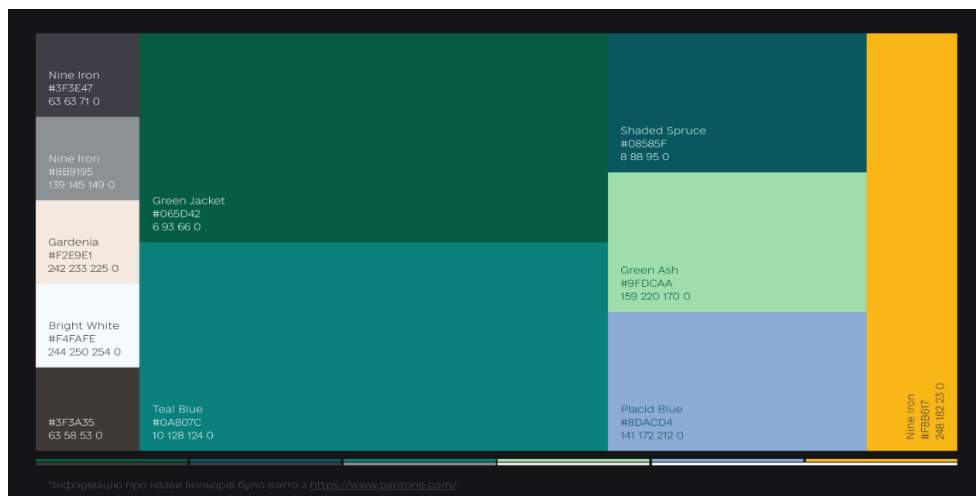 Nine Iron
#3F3E47
63 63 71 0
Nine Iron
#8B9195
139 145 149 0
Gardenia
#F2E9E1
242 233 225 0
Bright White
#F4FAFE
244 250 254 0
#3F3A35
63 58 53 0
Green Jacket
#065D42
6 93 66 0
Teal Blue
#0A807C
10 128 124 0
Shaded Spruce
#08585F
8 88 95 0
Green Ash
#9FDCAA
159 220 170 0
Placid Blue
#8DACD4
141 172 212 0
Nine Iron
#F8B617
248 182 23 0
*Інформацію про назви кольорів було взято з https://www.pantone.com/